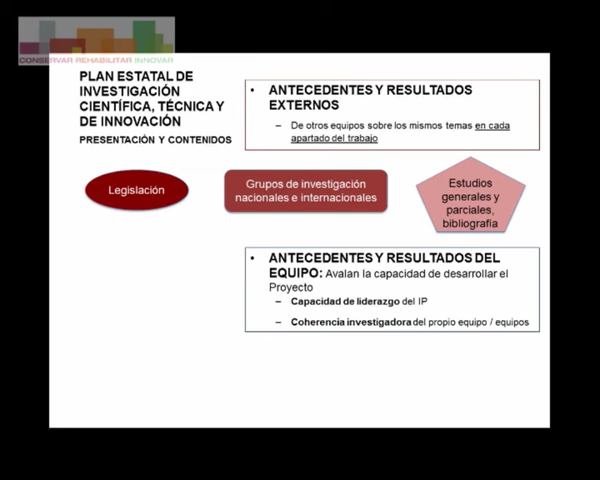 CONSERVAR REHABILITAR INNOVAR
PLAN ESTATAL DE
INVESTIGACIÓN
CIENTÍFICA, TÉCNICA Y
DE INNOVACIÓN
PRESENTACIÓN Y CONTENIDOS
• ANTECEDENTES Y RESULTADOS
EXTERNOS
– De otros equipos sobre los mismos temas en cada
apartado del trabajo
Legislación
Grupos de investigación
nacionales e internacionales
Estudios
generales y
parciales,
bibliografía
• ANTECEDENTES Y RESULTADOS DEL
EQUIPO: Avalan la capacidad de desarrollar el
Proyecto
– Capacidad de liderazgo del IP
– Coherencia investigadora del propio equipo / equipos